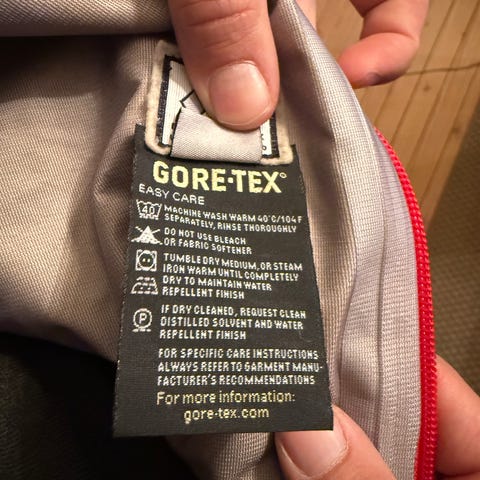 GORE-TEX®
EASY CARE
40 MACHINE WASH WARM 40°C/104 F
SEPARATELY, RINSE THOROUGHLY
DO NOT USE BLEACH
OR FABRIC SOFTENER
TUMBLE DRY MEDIUM, OR STEAM
IRON WARM UNTIL COMPLETELY
DRY TO MAINTAIN WATER
REPELLENT FINISH
P IF DRY CLEANED, REQUEST CLEAN
DISTILLED SOLVENT AND WATER
REPELLENT FINISH
FOR SPECIFIC CARE INSTRUCTIONS
ALWAYS REFER TO GARMENT MANU-
FACTURER'S RECOMMENDATIONS
For more information:
gore-tex.com